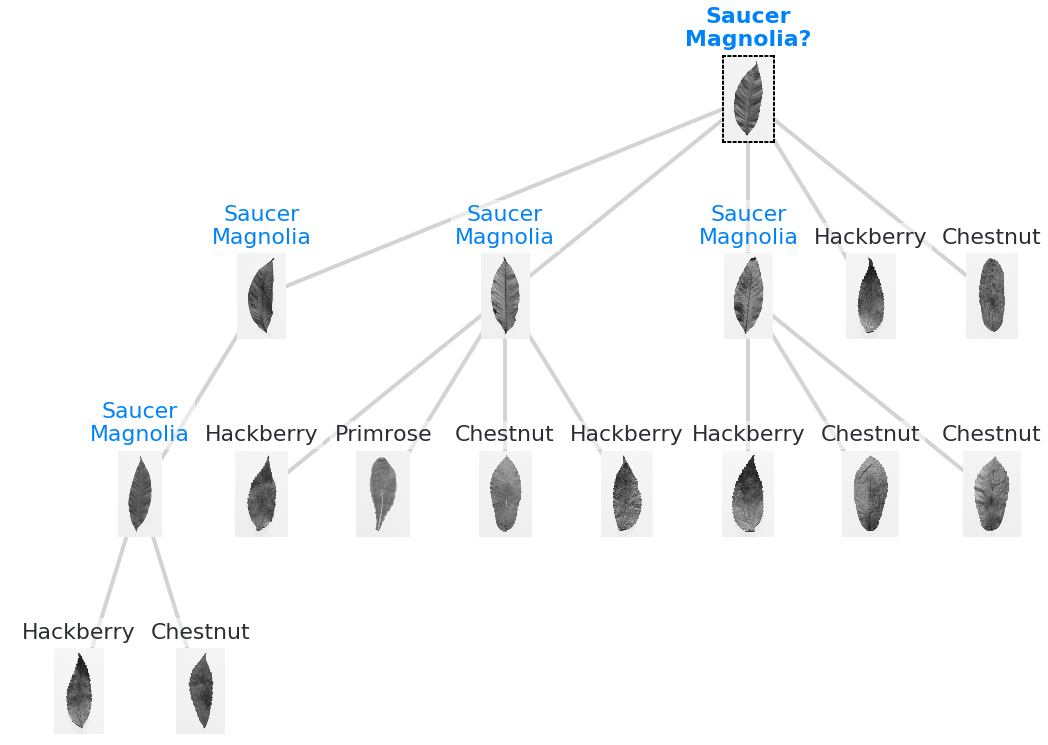 Saucer
Magnolia?
Saucer
Magnolia
Saucer
Magnolia
Saucer
Magnolia
Hackberry
Chestnut
Saucer
Magnolia
Hackberry
Primrose
Chestnut
Hackberry
Hackberry
Chestnut
Chestnut
Hackberry
Chestnut